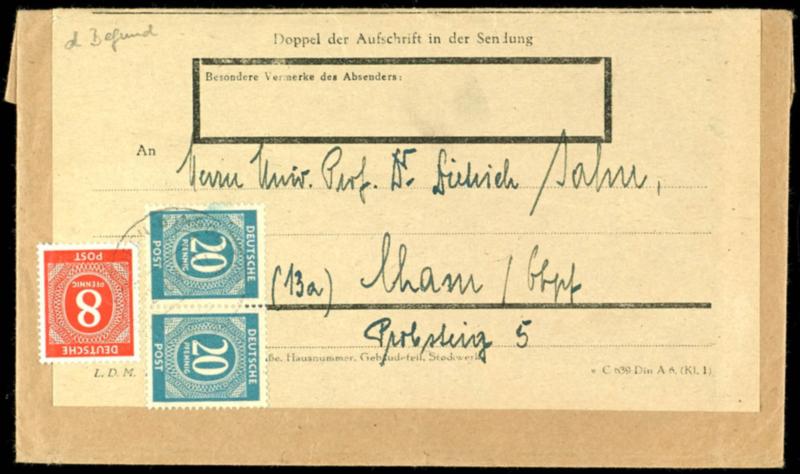 d Befund
Doppel der Aufschrift in der Sendung
Besondere Vermerke des Absenders:
An
Herrn Univ. Prof. Dr. Dietrich Jahn,
(13a) Cham / Obpf
Probsteig 5
Hausnummer, Gebäudeteil, Stockwerk
L. D. M.
C 639 Din A 6. (Kl. 1)
DEUTSCHE POST
20
PFENNIG
DEUTSCHE POST
20
PFENNIG
DEUTSCHE POST
8
PFENNIG